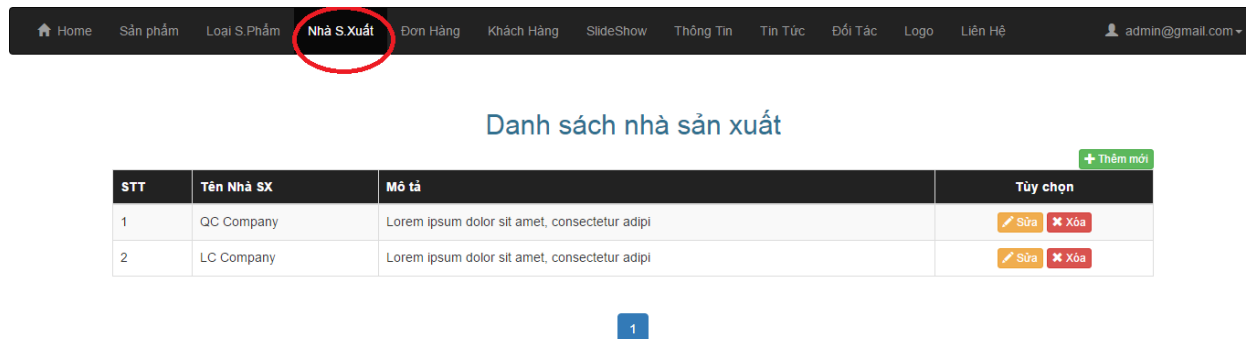 Home Sản phẩm Loại S.Phẩm Nhà S.Xuất Đơn Hàng Khách Hàng SlideShow Thông Tin Tin Tức Đối Tác Logo Liên Hệ admin@gmail.com
Danh sách nhà sản xuất
Thêm mới
STT Tên Nhà SX Mô tả Tùy chọn
1 QC Company Lorem ipsum dolor sit amet, consectetur adipi Sửa Xóa
2 LC Company Lorem ipsum dolor sit amet, consectetur adipi Sửa Xóa
1